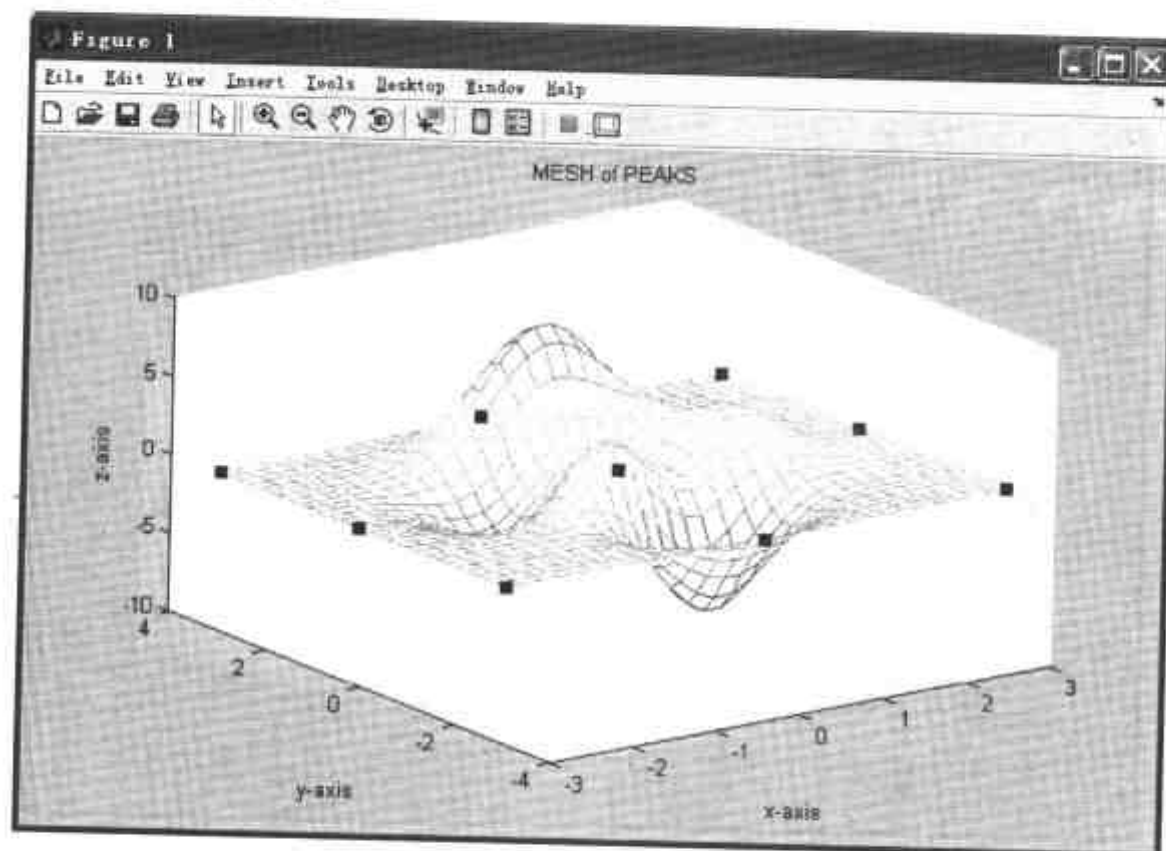 Figure 1
File Edit View Insert Tools Desktop Window Help
MESH of PEAKS
10
5
0
-5
-10
z-axis
4
2
0
-2
-4
y-axis
-3
-2
-1
0
1
2
3
x-axis